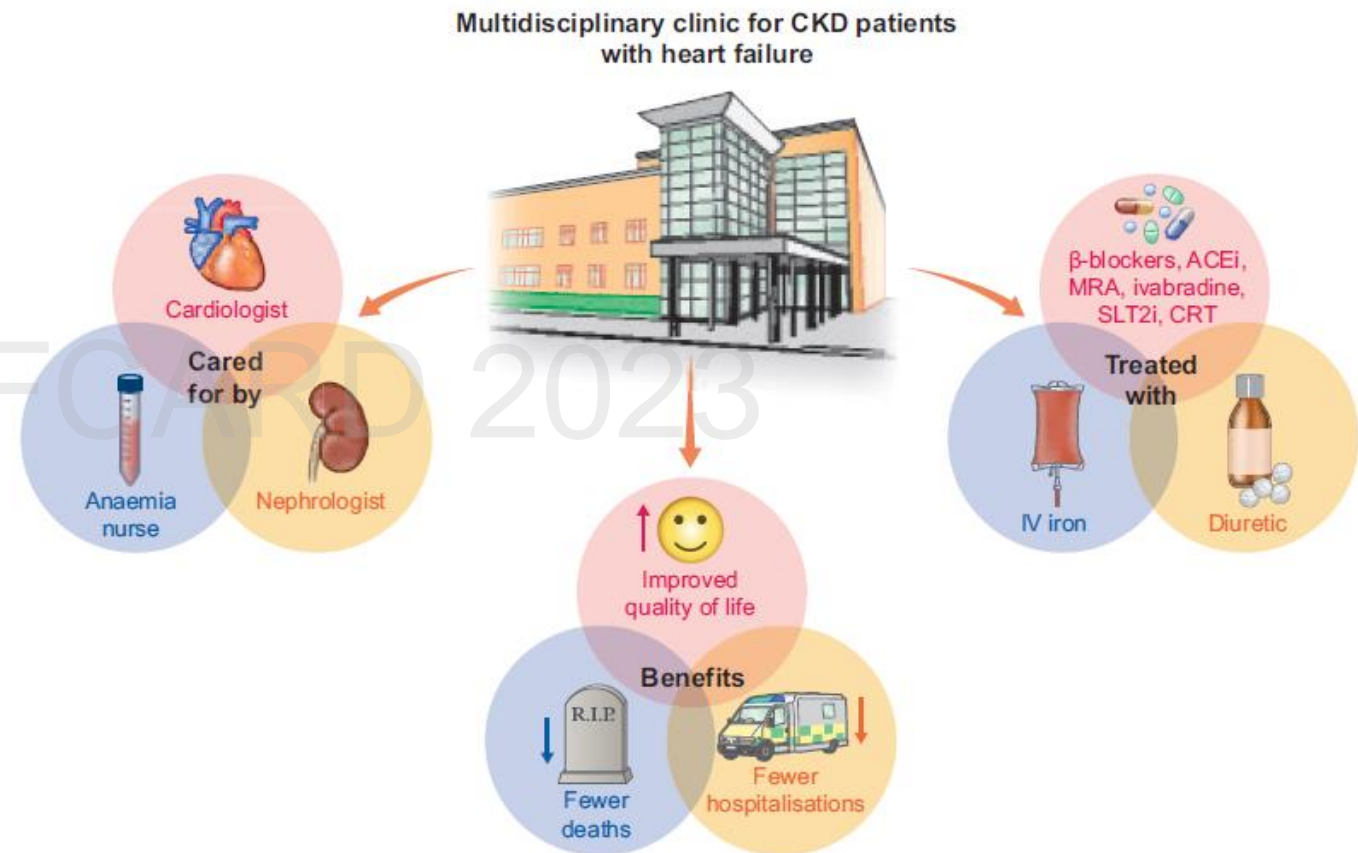 Multidisciplinary clinic for CKD patients
with heart failure
Cardiologist
Cared
for by
Anaemia
nurse
Nephrologist
β-blockers, ACEi,
MRA, ivabradine,
SLT2i, CRT
Treated
with
IV iron
Diuretic
Improved
quality of life
Benefits
R.I.P.
Fewer
deaths
Fewer
hospitalisations
FCARD 2023